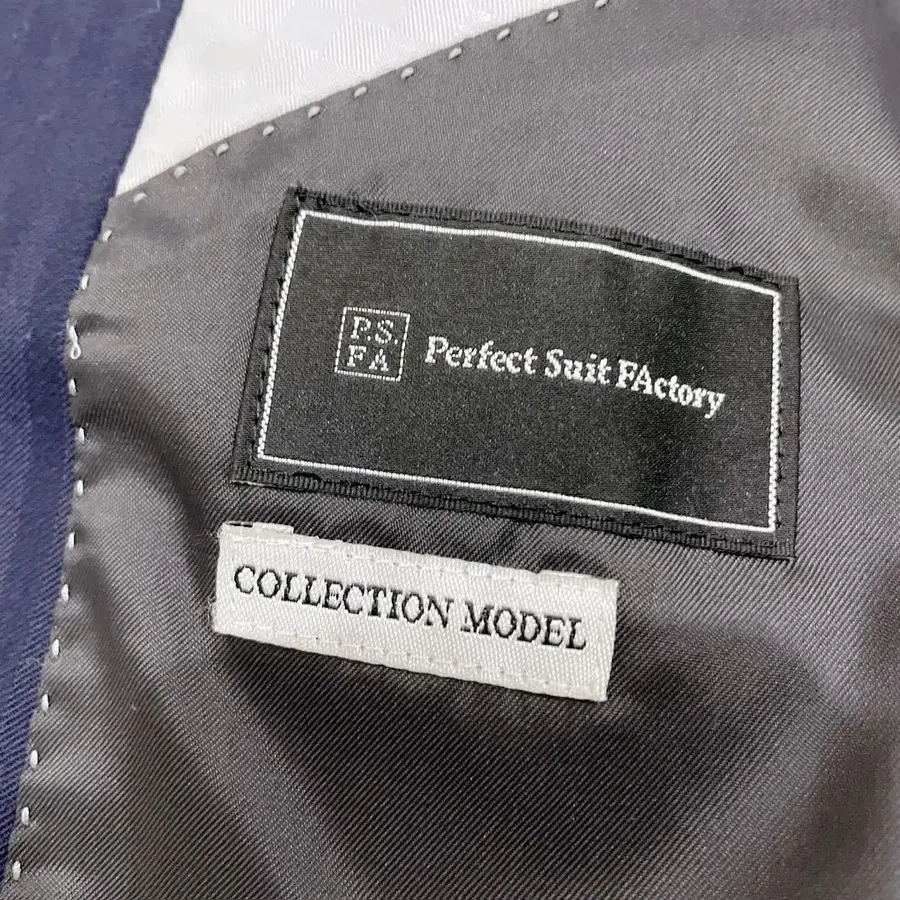 P.S.
FA
Perfect Suit FActory
COLLECTION MODEL